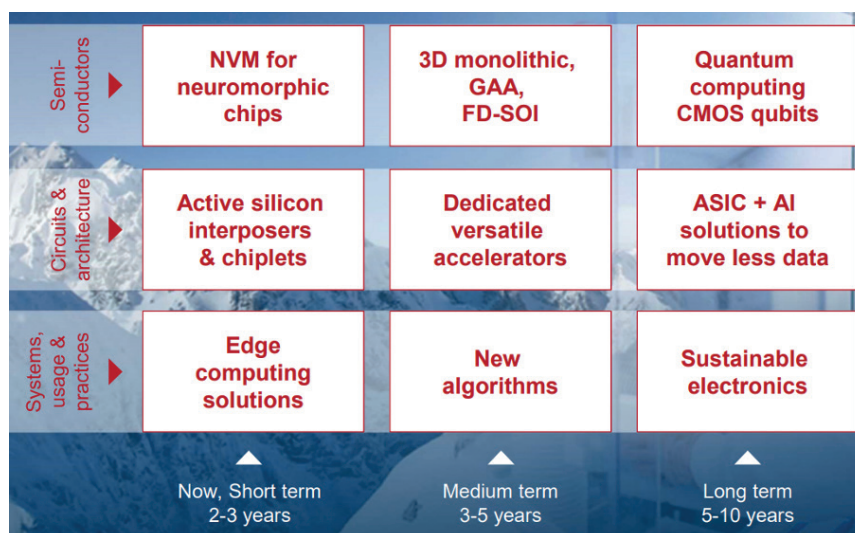 Semi-
conductors
NVM for
neuromorphic
chips
3D monolithic,
GAA,
FD-SOI
Quantum
computing
CMOS qubits
Circuits &
architecture
Active silicon
interposers
& chiplets
Dedicated
versatile
accelerators
ASIC + AI
solutions to
move less data
Systems,
usage &
practices
Edge
computing
solutions
New
algorithms
Sustainable
electronics
Now, Short term
2-3 years
Medium term
3-5 years
Long term
5-10 years